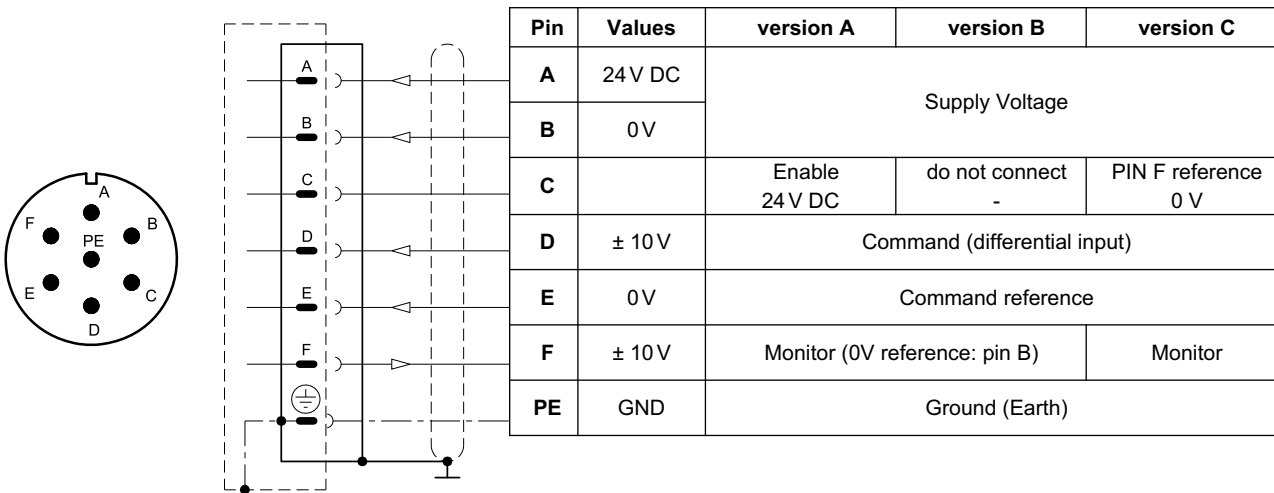 A
F
B
PE
E
C
D
A
B
C
D
E
F
Pin Values version A version B version C
A 24 V DC Supply Voltage
B 0 V
C Enable do not connect PIN F reference
24 V DC - 0 V
D ± 10 V Command (differential input)
E 0 V Command reference
F ± 10 V Monitor (0V reference: pin B) Monitor
PE GND Ground (Earth)